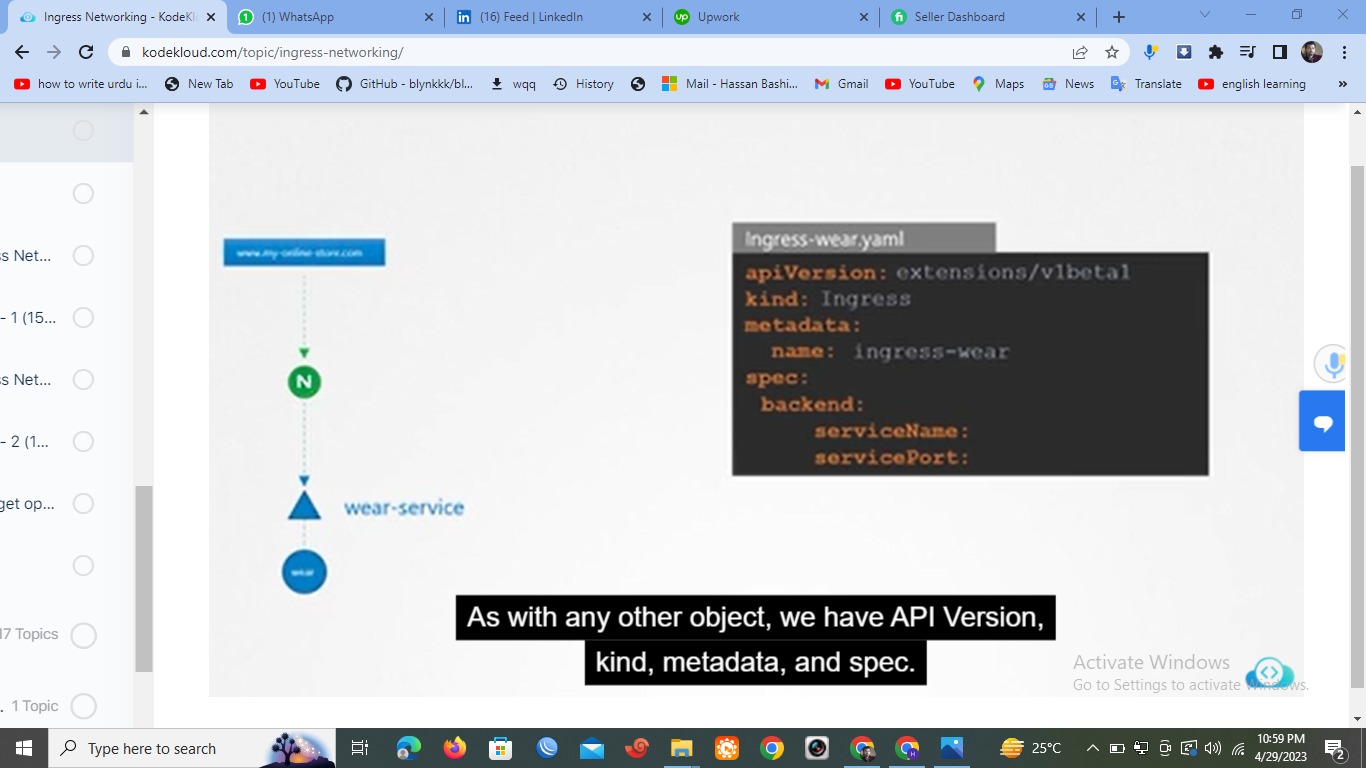 Ingress Networking - KodeKl
(1) WhatsApp
(16) Feed | LinkedIn
Upwork
Seller Dashboard
kodekloud.com/topic/ingress-networking/
how to write urdu i...
New Tab
YouTube
GitHub - blynkkk/bl...
wqq
History
Mail - Hassan Bashi...
Gmail
YouTube
Maps
News
Translate
english learning
»
s Net...
- 1 (15...
ss Net...
- 2 (1...
get op...
17 Topics
. 1 Topic
www.my-online-store.com
N
wear-service
wear
Ingress-wear.yaml
apiVersion: extensions/v1beta1
kind: Ingress
metadata:
name: ingress-wear
spec:
backend:
serviceName:
servicePort:
As with any other object, we have API Version,
kind, metadata, and spec.
Activate Windows
Go to Settings to activate Windows.
Type here to search
25°C
10:59 PM
4/29/2023
2